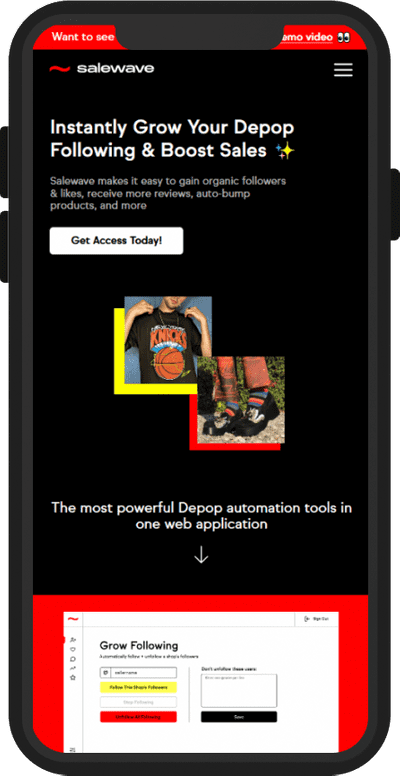 Want to see
emo video 👀
salewave
Instantly Grow Your Depop
Following & Boost Sales ✨
Salewave makes it easy to gain organic followers
& likes, receive more reviews, auto-bump
products, and more
Get Access Today!
KNICKS
The most powerful Depop automation tools in
one web application
↓
Sign Out
Grow Following
Automatically follow + unfollow a shop's followers
Don't unfollow these users:
@ seller-name
Follow This Shop's Followers
Stop Following
Unfollow All Following
Save